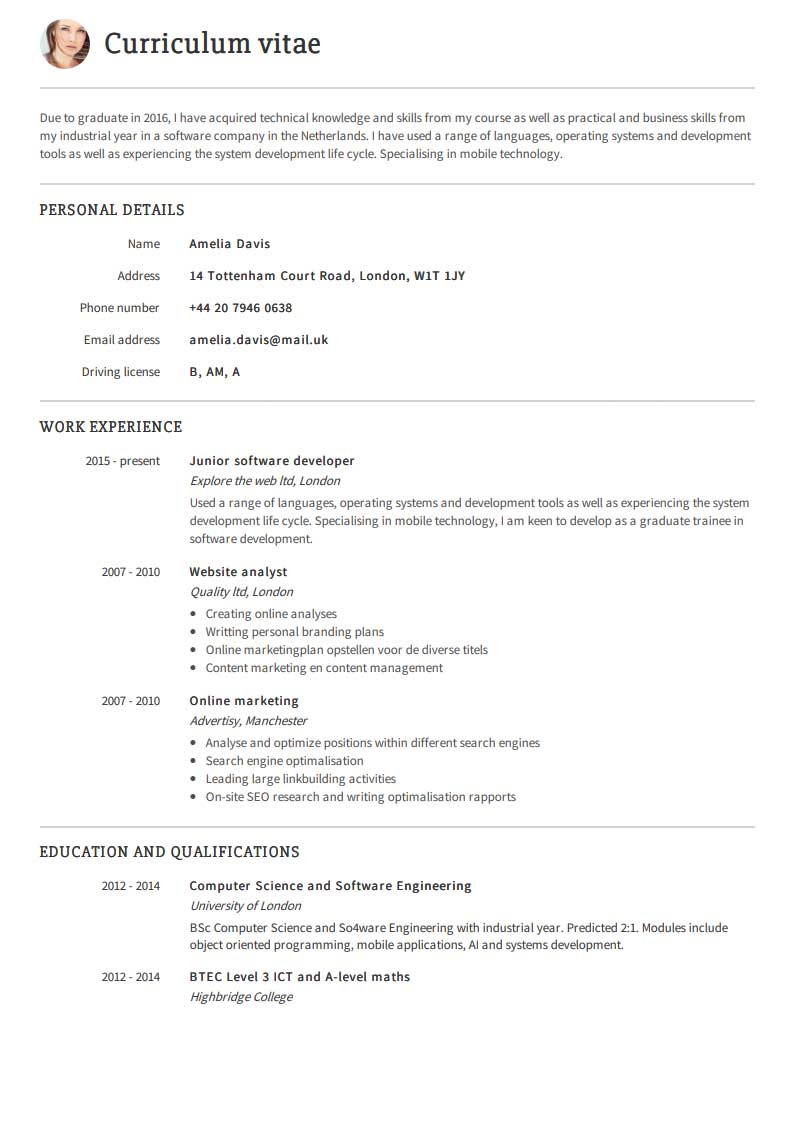 Curriculum vitae
Due to graduate in 2016, I have acquired technical knowledge and skills from my course as well as practical and business skills from
my industrial year in a software company in the Netherlands. I have used a range of languages, operating systems and development
tools as well as experiencing the system development life cycle. Specialising in mobile technology.
PERSONAL DETAILS
Name Amelia Davis
Address 14 Tottenham Court Road, London, W1T 1JY
Phone number +44 20 7946 0638
Email address amelia.davis@mail.uk
Driving license B, AM, A
WORK EXPERIENCE
2015 - present Junior software developer
Explore the web ltd, London
Used a range of languages, operating systems and development tools as well as experiencing the system
development life cycle. Specialising in mobile technology, I am keen to develop as a graduate trainee in
software development.
2007 - 2010 Website analyst
Quality ltd, London
• Creating online analyses
• Writting personal branding plans
• Online marketingplan opstellen voor de diverse titels
• Content marketing en content management
2007 - 2010 Online marketing
Advertisy, Manchester
• Analyse and optimize positions within different search engines
• Search engine optimalisation
• Leading large linkbuilding activities
• On-site SEO research and writing optimalisation rapports
EDUCATION AND QUALIFICATIONS
2012 - 2014 Computer Science and Software Engineering
University of London
BSc Computer Science and So4ware Engineering with industrial year. Predicted 2:1. Modules include
object oriented programming, mobile applications, AI and systems development.
2012 - 2014 BTEC Level 3 ICT and A-level maths
Highbridge College